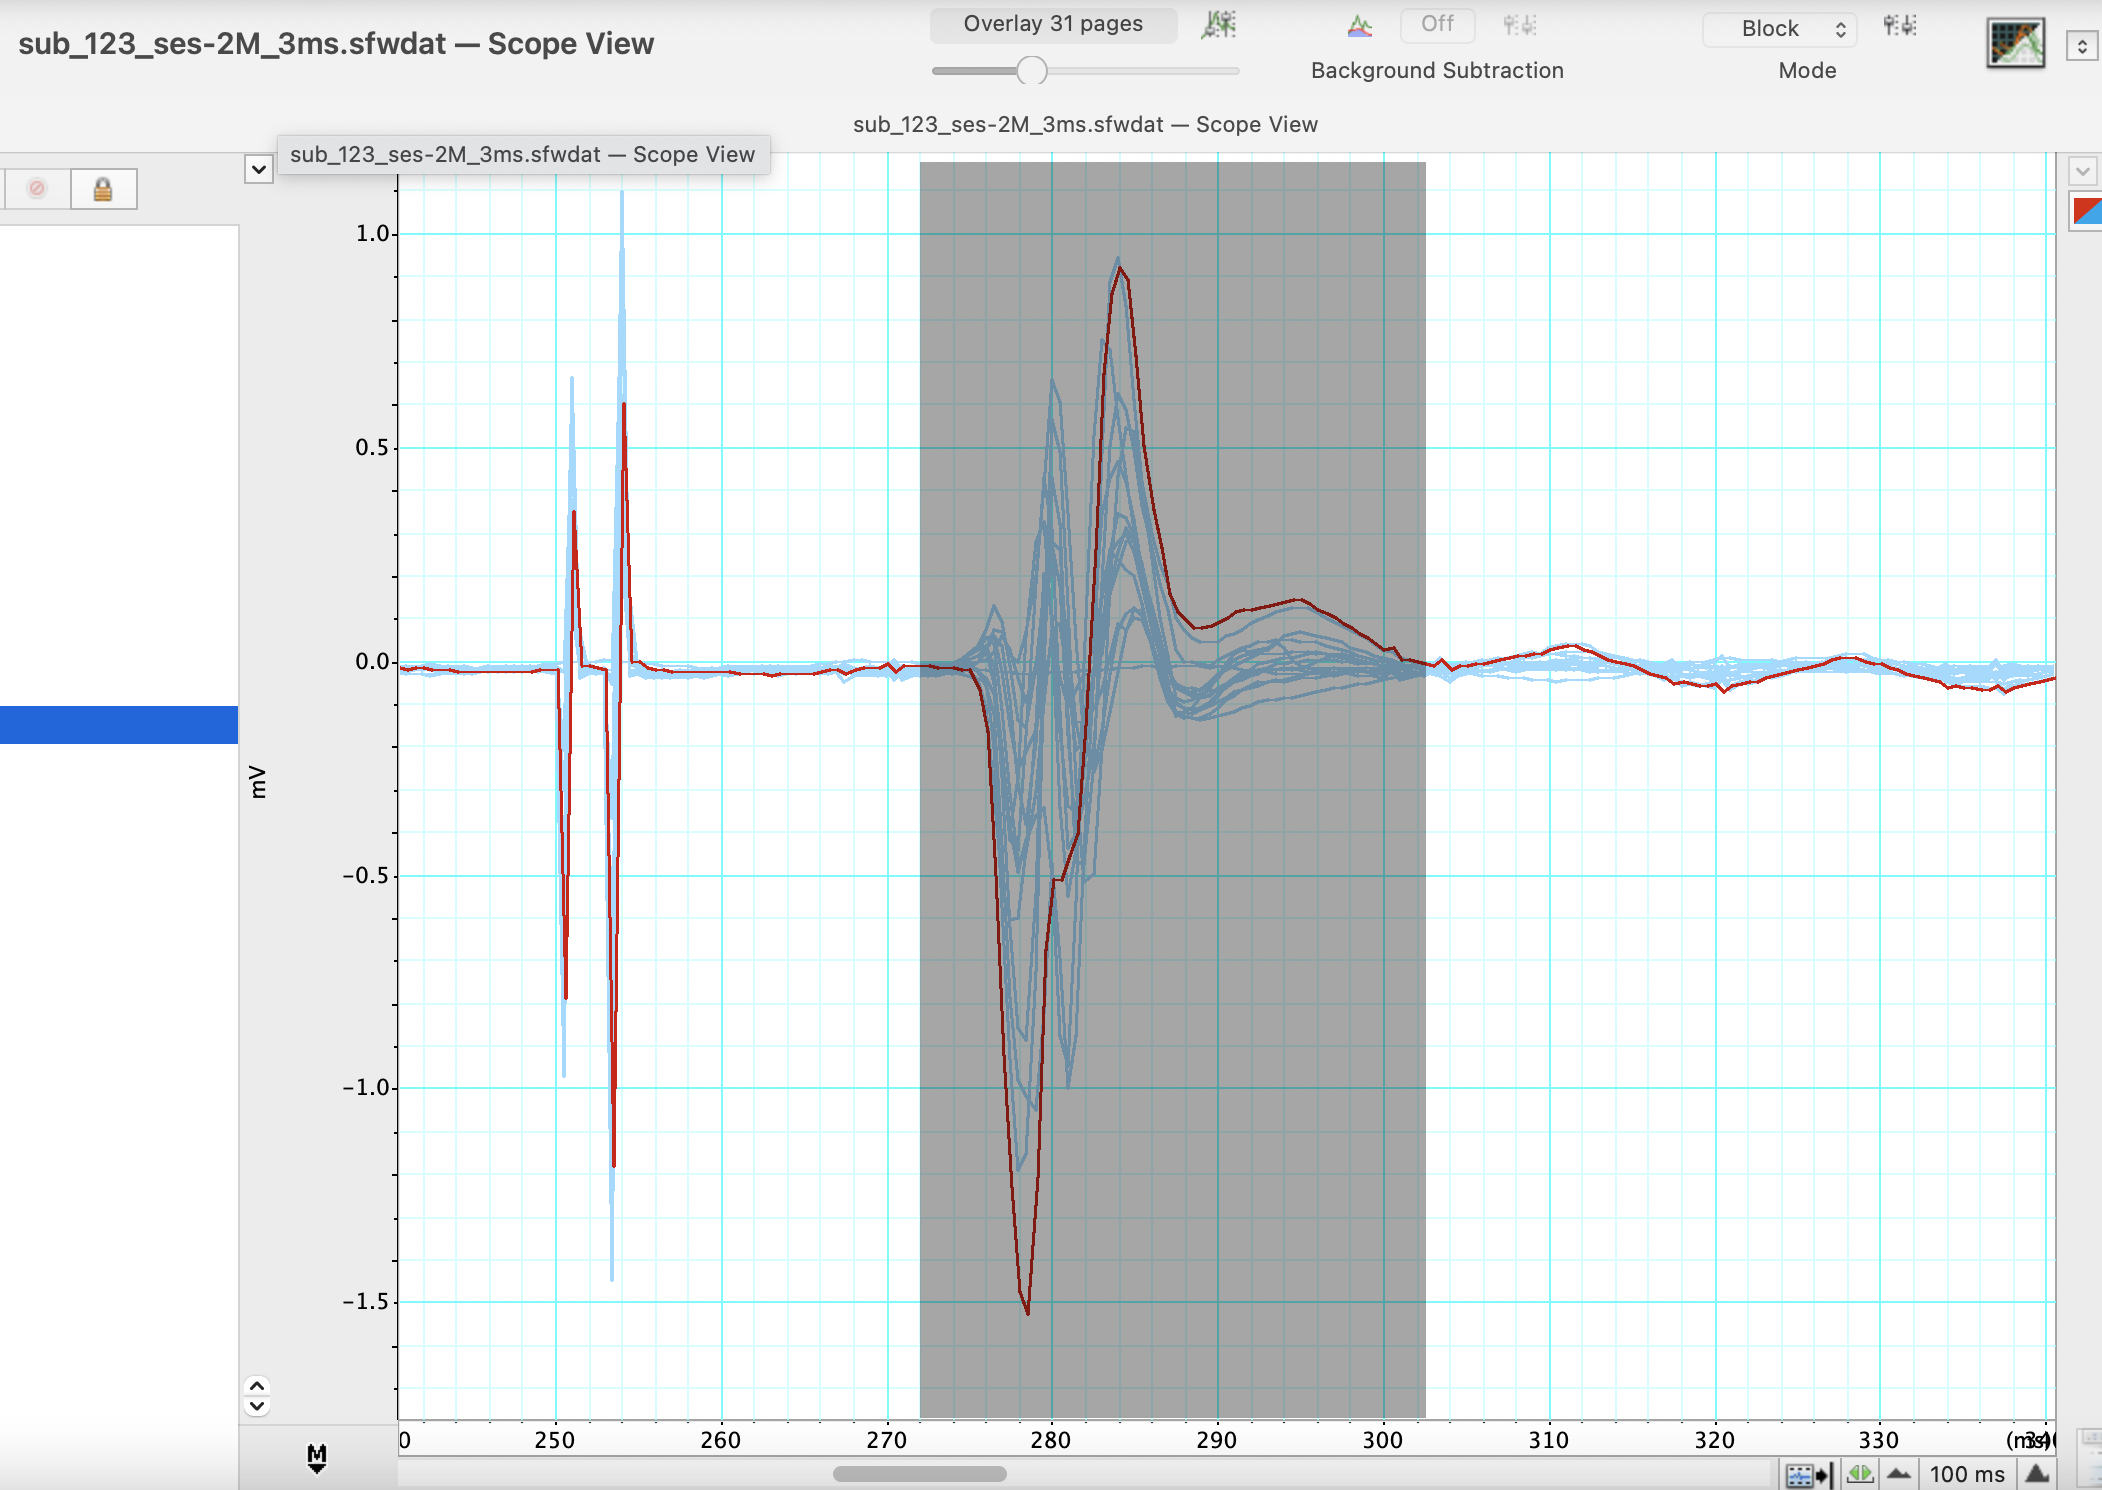 sub_123_ses-2M_3ms.sfwdat — Scope View
Overlay 31 pages
Off
Background Subtraction
Block
Mode
sub_123_ses-2M_3ms.sfwdat — Scope View
sub_123_ses-2M_3ms.sfwdat — Scope View
1.0
0.5
0.0
−0.5
−1.0
−1.5
mV
0 250 260 270 280 290 300 310 320 330 340 (ms)
M
100 ms